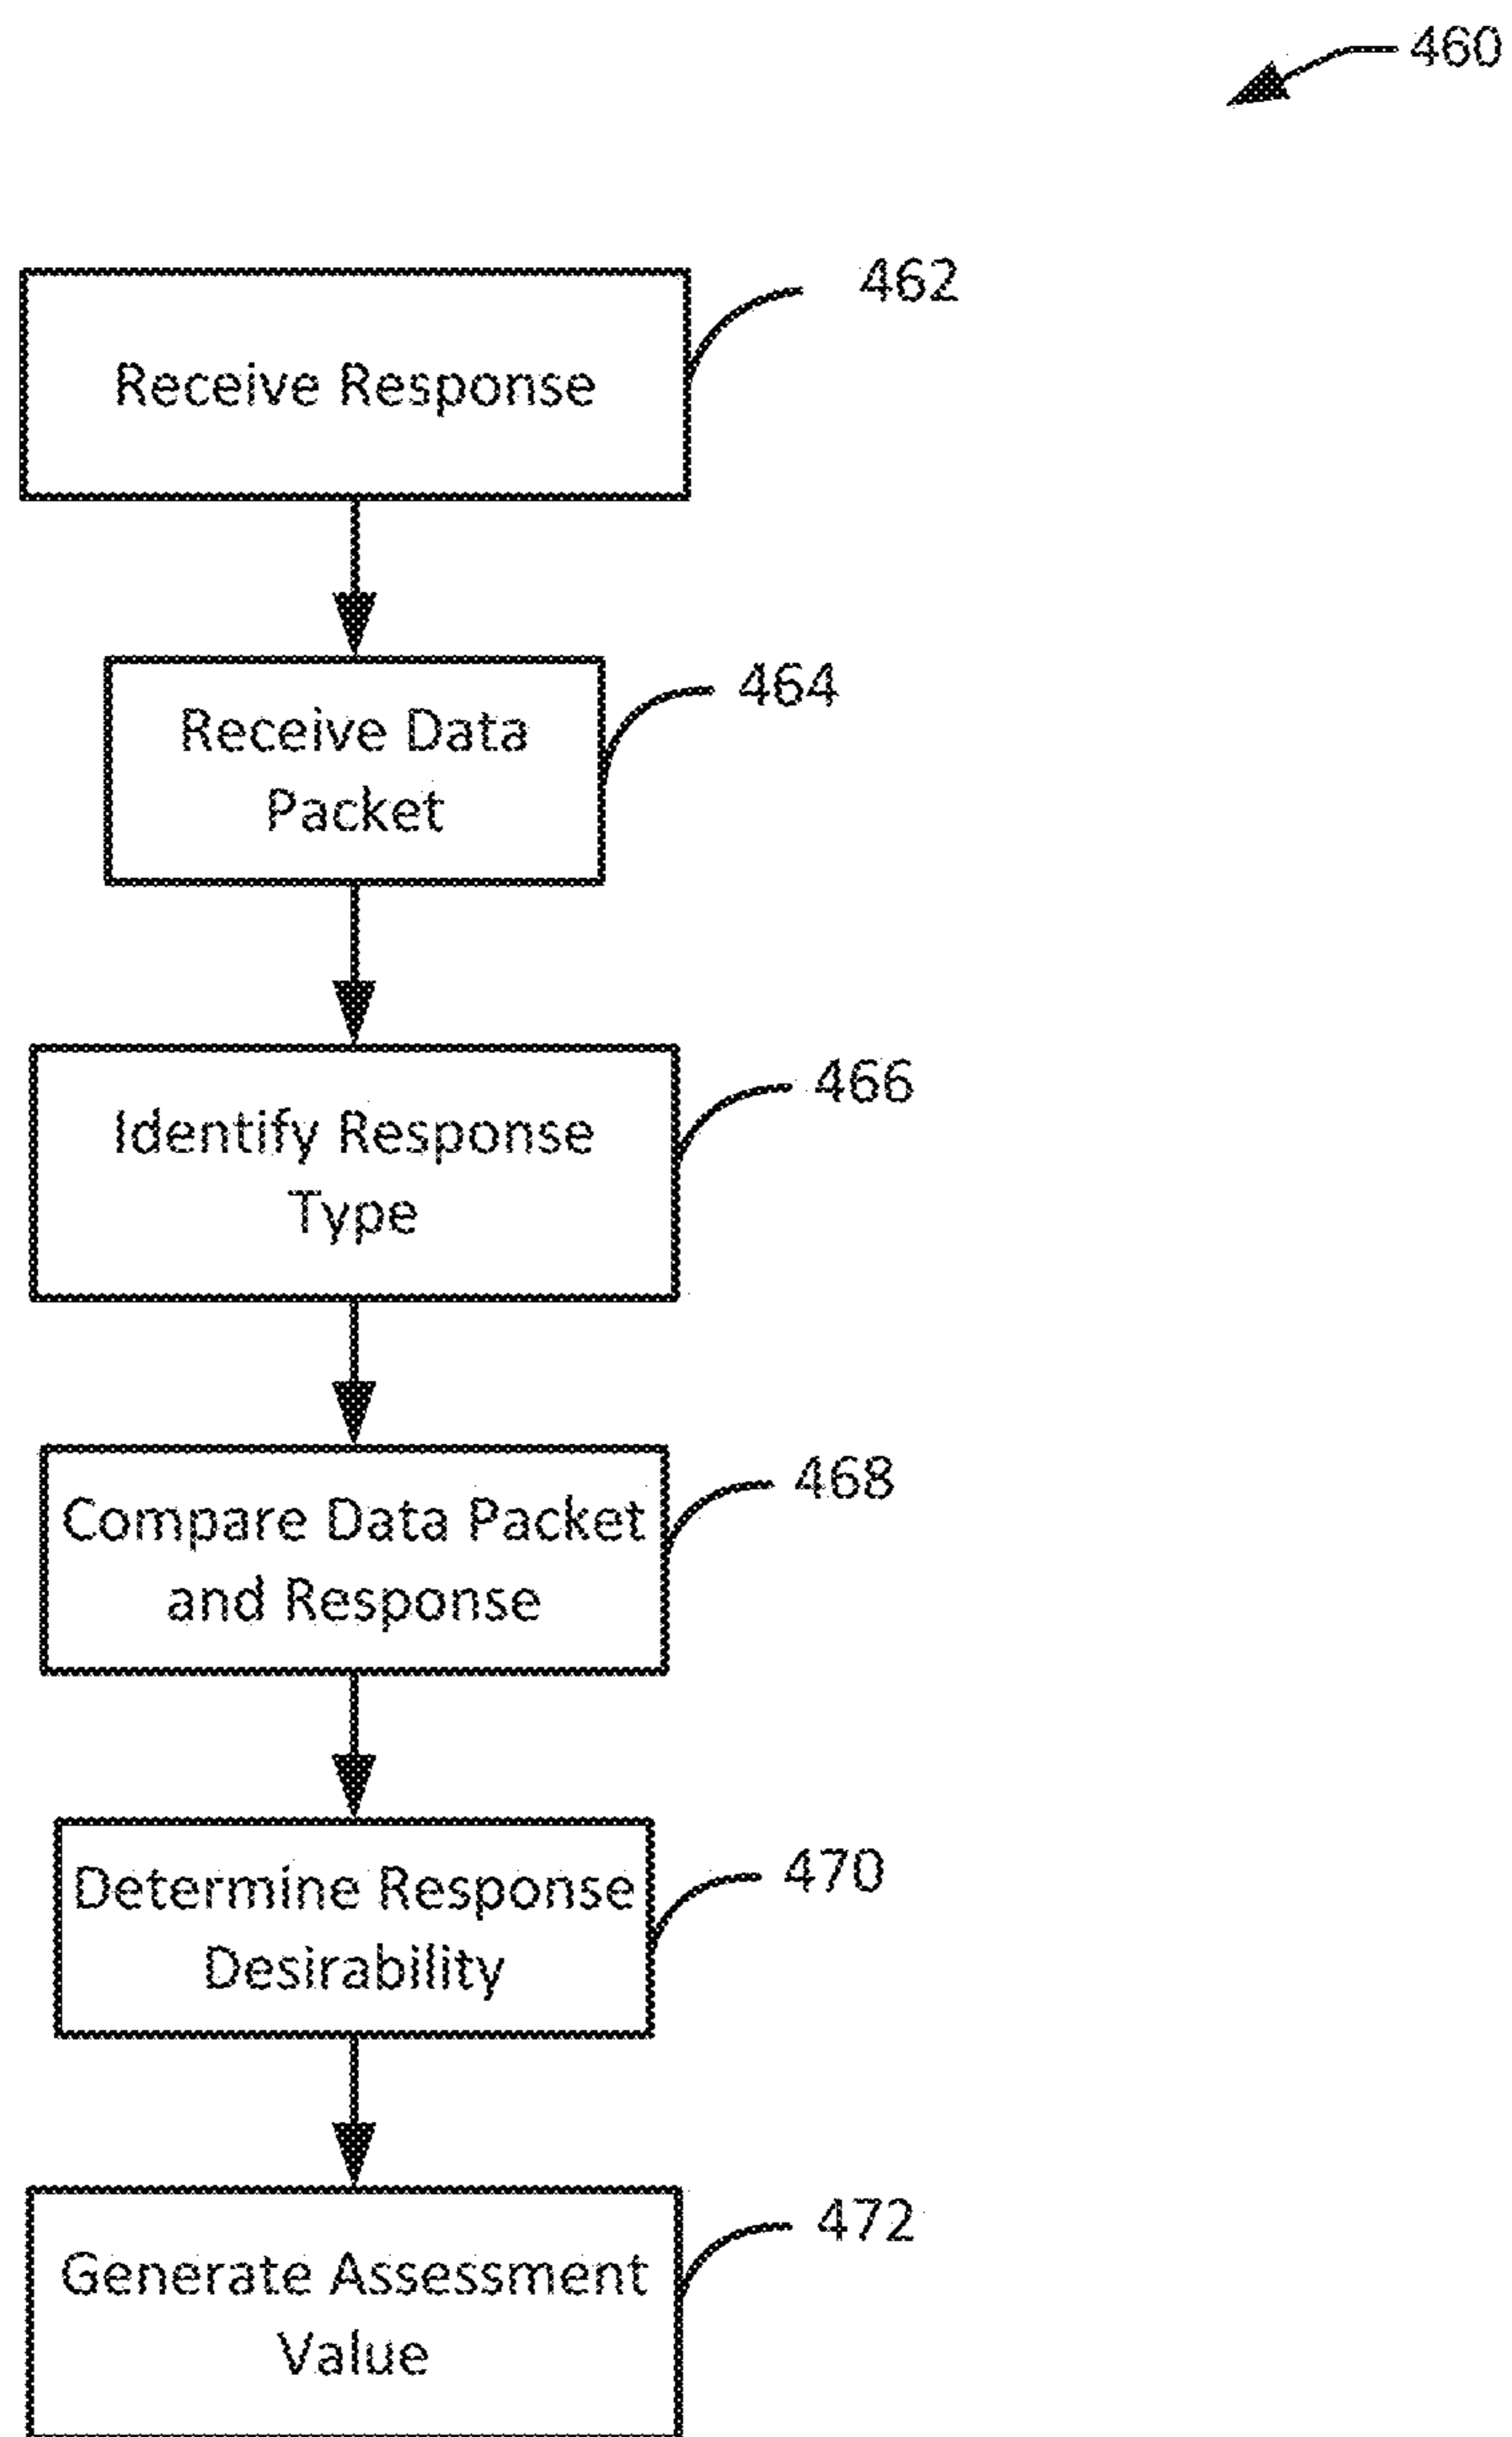 460
462
Receive Response
464
Receive Data
Packet
466
Identify Response
Type
468
Compare Data Packet
and Response
470
Determine Response
Desirability
472
Generate Assessment
Value